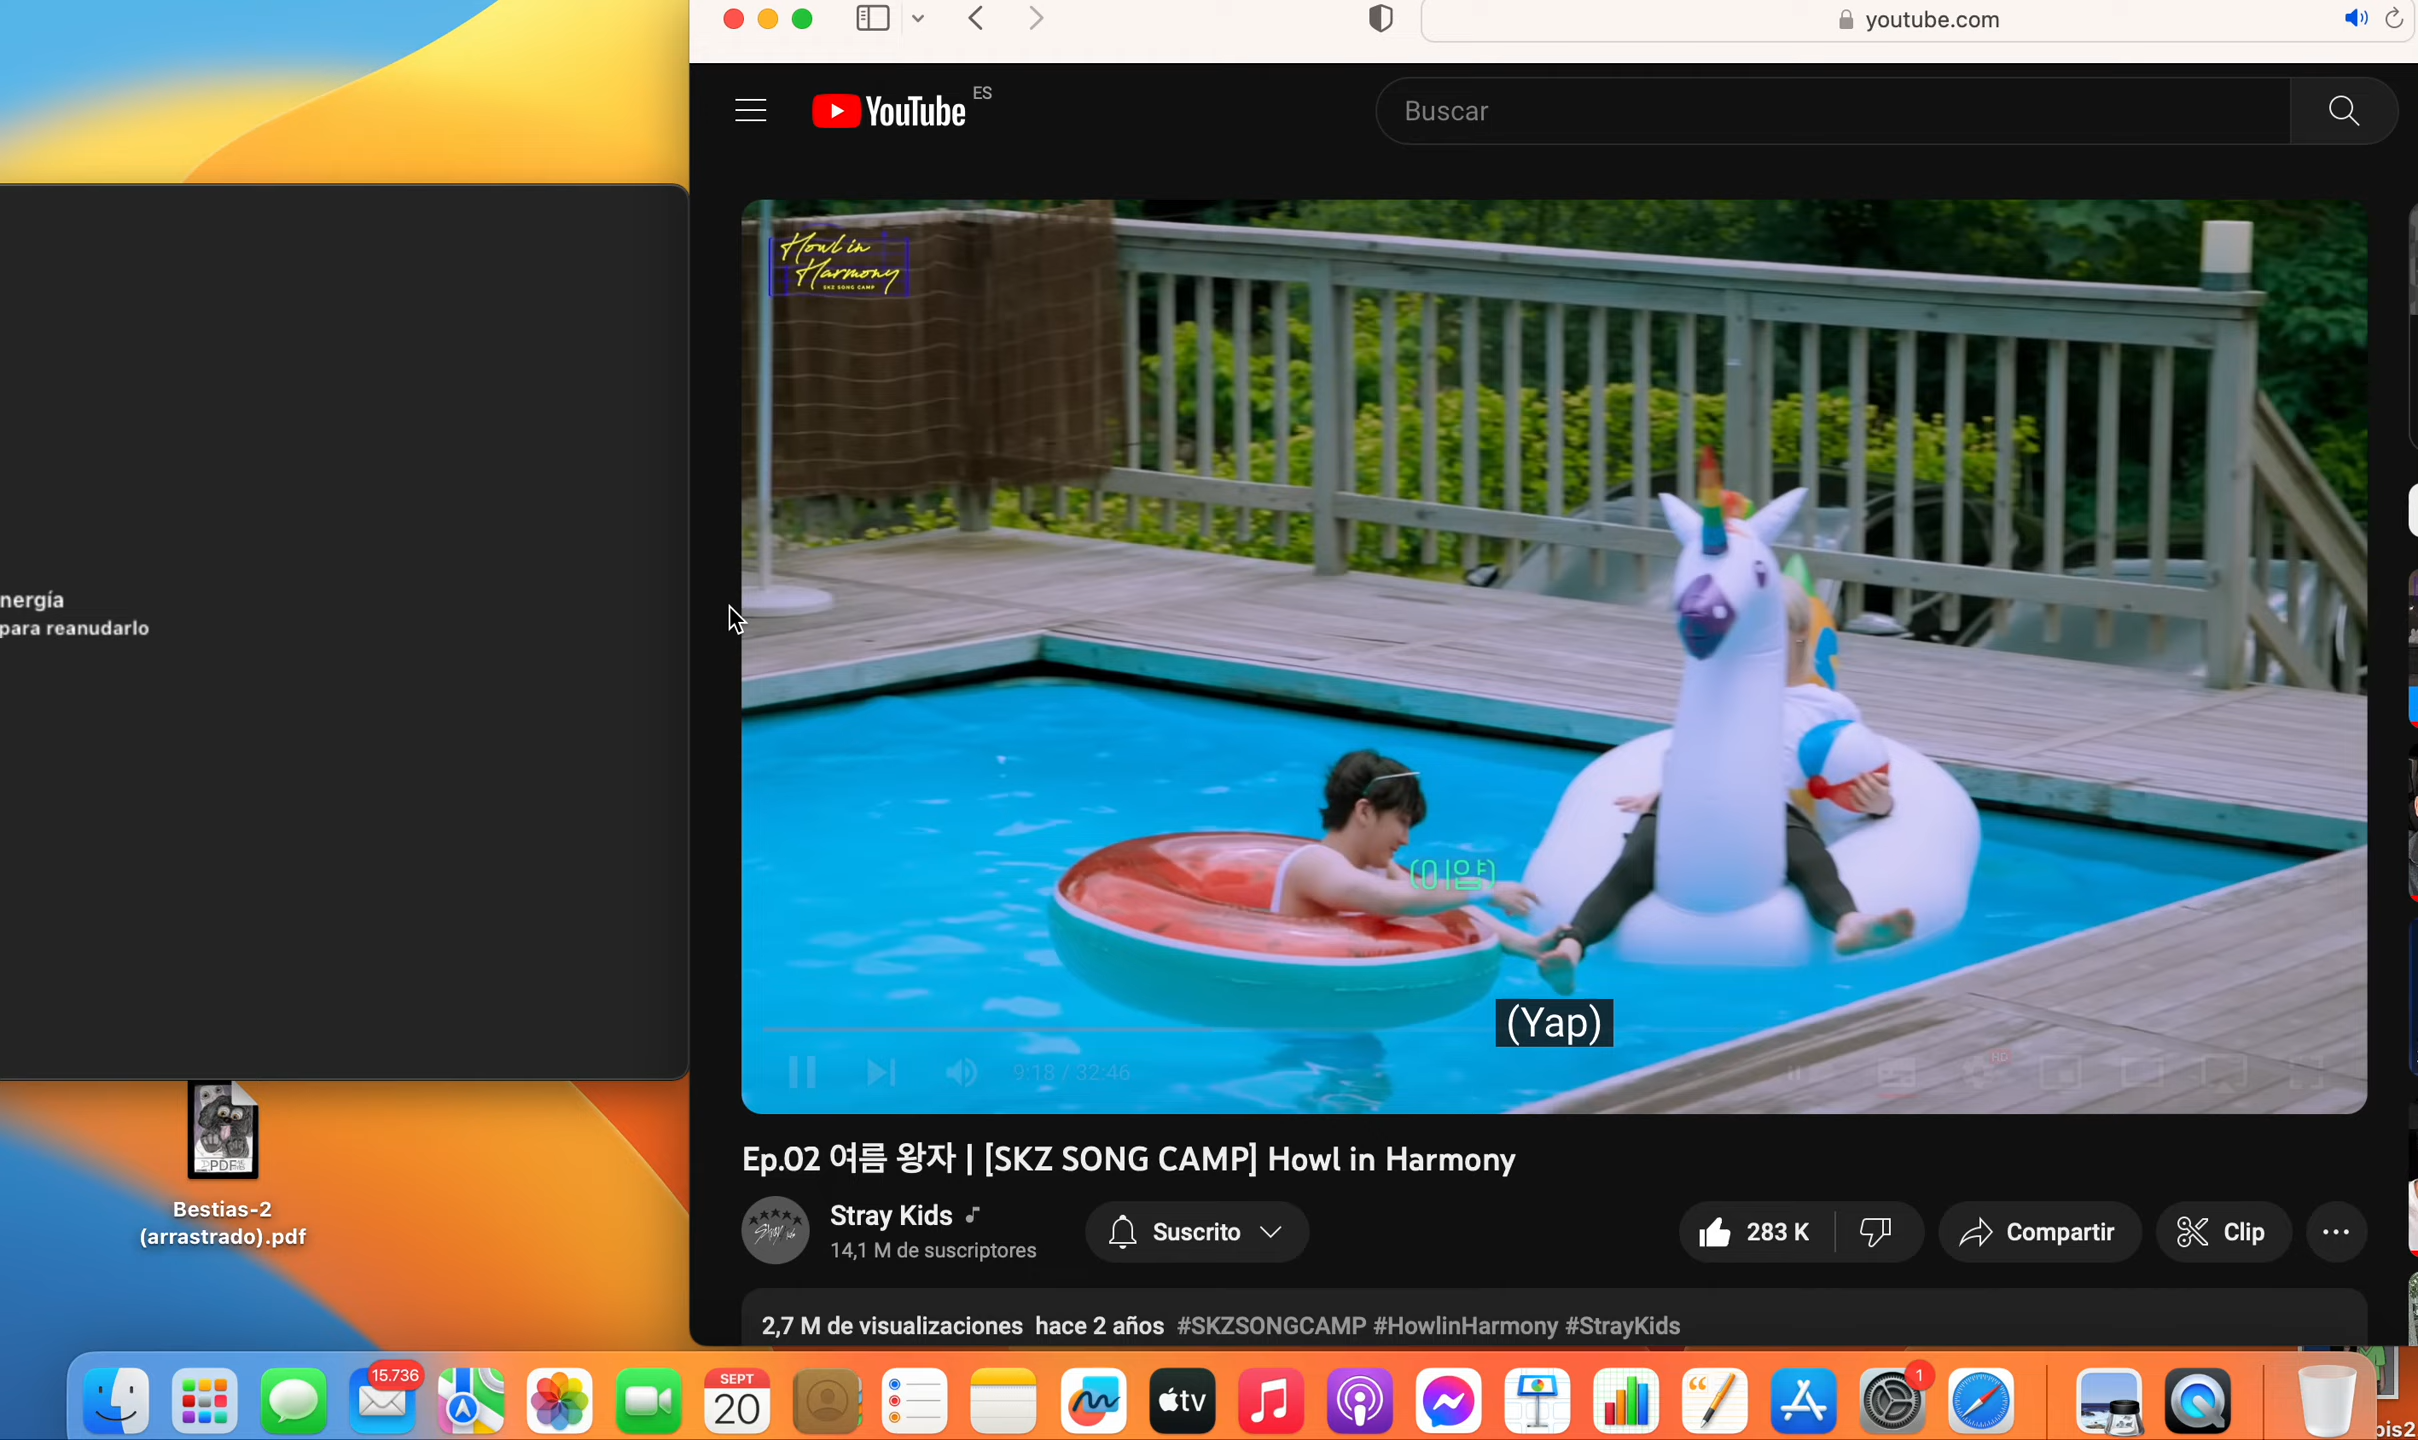 youtube.com
YouTube
ES
Buscar
nergía
para reanudarlo
Howl in
Harmony
SKZ SONG CAMP
(이얍)
(Yap)
9:18 / 32:46
HD
Ep.02 여름 왕자 | [SKZ SONG CAMP] Howl in Harmony
Stray Kids
14,1 M de suscriptores
Suscrito
283 K
Compartir
Clip
2,7 M de visualizaciones hace 2 años #SKZSONGCAMP #HowlinHarmony #StrayKids
PDF
Bestias-2
(arrastrado).pdf
15.736
SEPT
20
tv
1